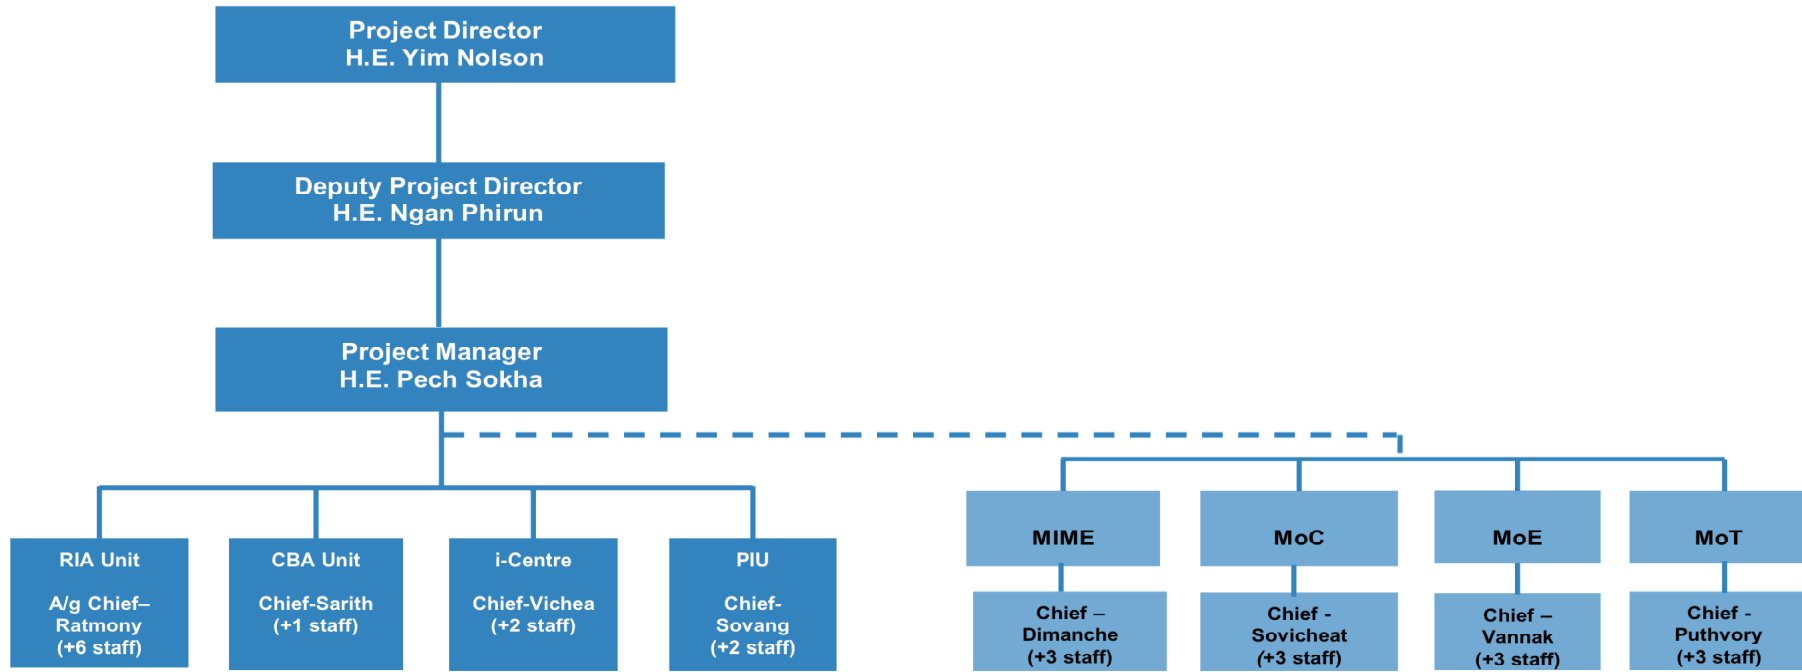 Project Director
H.E. Yim Nolson
Deputy Project Director
H.E. Ngan Phirun
Project Manager
H.E. Pech Sokha
RIA Unit
A/g Chief–
Ratmony
(+6 staff)
CBA Unit
Chief-Sarith
(+1 staff)
i-Centre
Chief-Vichea
(+2 staff)
PIU
Chief-
Sovang
(+2 staff)
MIME
Chief –
Dimanche
(+3 staff)
MoC
Chief -
Sovicheat
(+3 staff)
MoE
Chief –
Vannak
(+3 staff)
MoT
Chief -
Puthvory
(+3 staff)